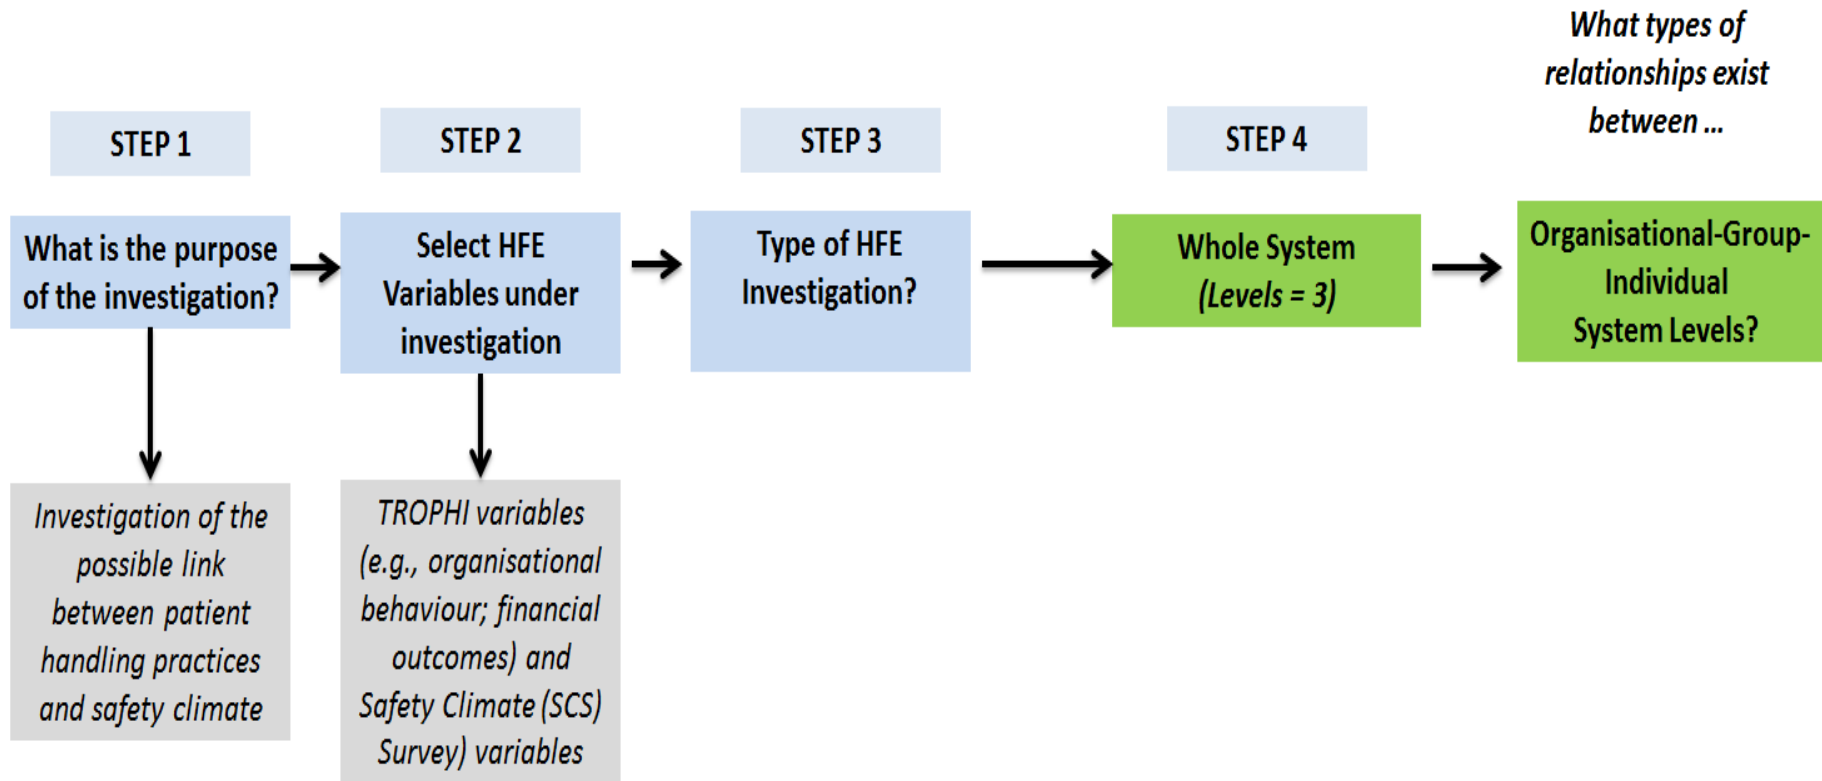 STEP 1
What is the purpose
of the investigation?
Investigation of the
possible link
between patient
handling practices
and safety climate
STEP 2
Select HFE
Variables under
investigation
TROPHI variables
(e.g., organisational
behaviour; financial
outcomes) and
Safety Climate (SCS)
Survey) variables
STEP 3
Type of HFE
Investigation?
STEP 4
Whole System
(Levels = 3)
What types of
relationships exist
between ...
Organisational-Group-
Individual
System Levels?